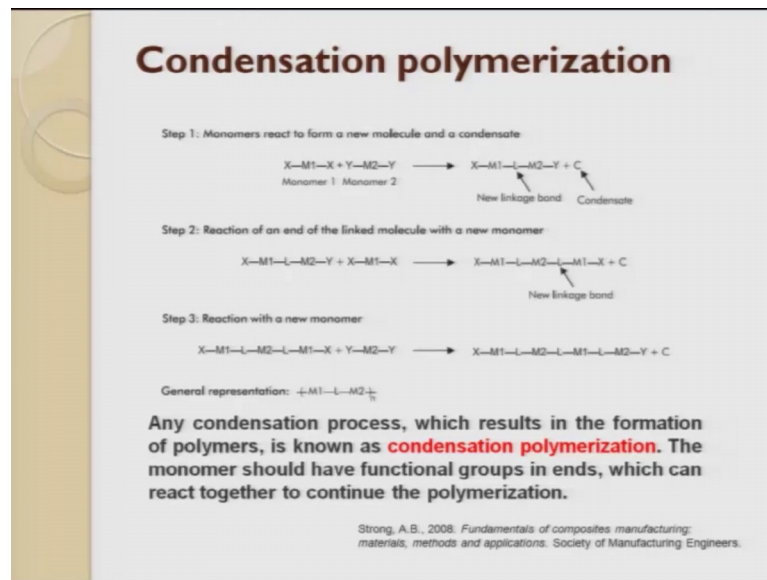 Condensation polymerization
Step 1: Monomers react to form a new molecule and a condensate
X—M1—X + Y—M2—Y → X—M1—L—M2—Y + C
Monomer 1 Monomer 2
New linkage bond Condensate
Step 2: Reaction of an end of the linked molecule with a new monomer
X—M1—L—M2—Y + X—M1—X → X—M1—L—M2—L—M1—X + C
New linkage bond
Step 3: Reaction with a new monomer
X—M1—L—M2—L—M1—X + Y—M2—Y → X—M1—L—M2—L—M1—L—M2—Y + C
General representation: +M1—L—M2+n
Any condensation process, which results in the formation
of polymers, is known as condensation polymerization. The
monomer should have functional groups in ends, which can
react together to continue the polymerization.
Strong, A.B., 2008. Fundamentals of composites manufacturing:
materials, methods and applications. Society of Manufacturing Engineers.